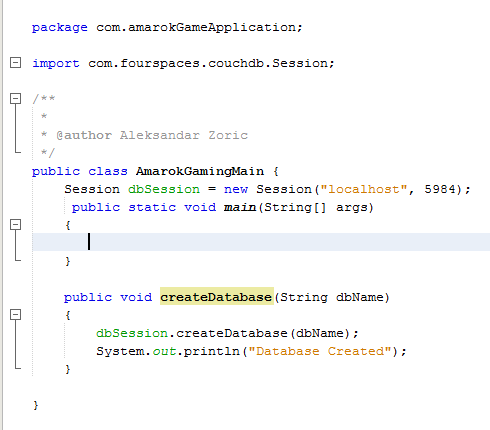 package com.amarokGameApplication;
import com.fourspaces.couchdb.Session;
/**
*
* @author Aleksandar Zoric
*/
public class AmarokGamingMain {
Session dbSession = new Session("localhost", 5984);
public static void main(String[] args)
{
}
public void createDatabase(String dbName)
{
dbSession.createDatabase(dbName);
System.out.println("Database Created");
}
}